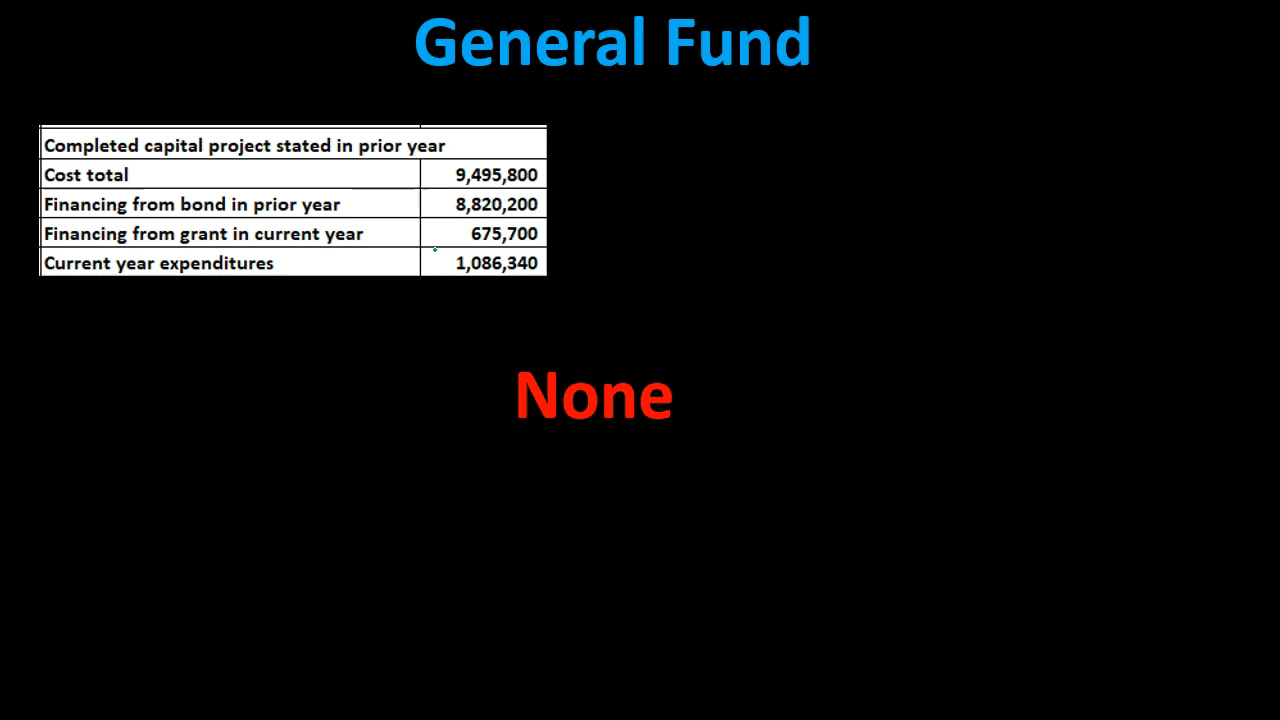 General Fund
Completed capital project stated in prior year
Cost total 9,495,800
Financing from bond in prior year 8,820,200
Financing from grant in current year 675,700
Current year expenditures 1,086,340
None